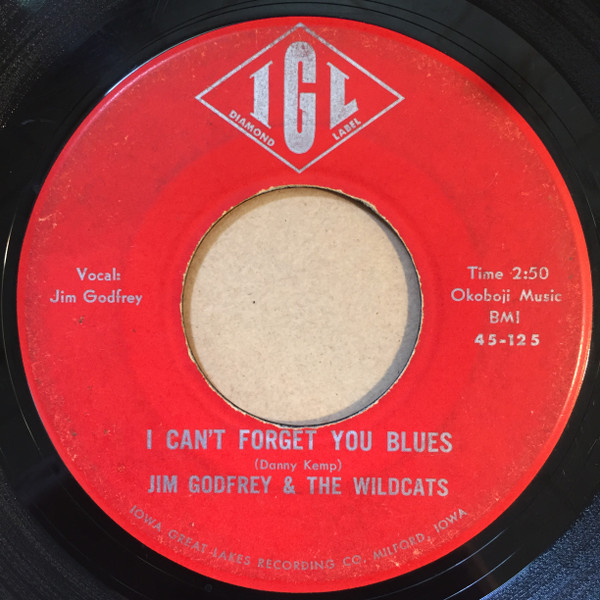 IGL
DIAMOND LABEL
Vocal:
Jim Godfrey
Time 2:50
Okoboji Music
BMI
45-125
I CAN'T FORGET YOU BLUES
(Danny Kemp)
JIM GODFREY & THE WILDCATS
IOWA GREAT LAKES RECORDING CO. MILFORD, IOWA